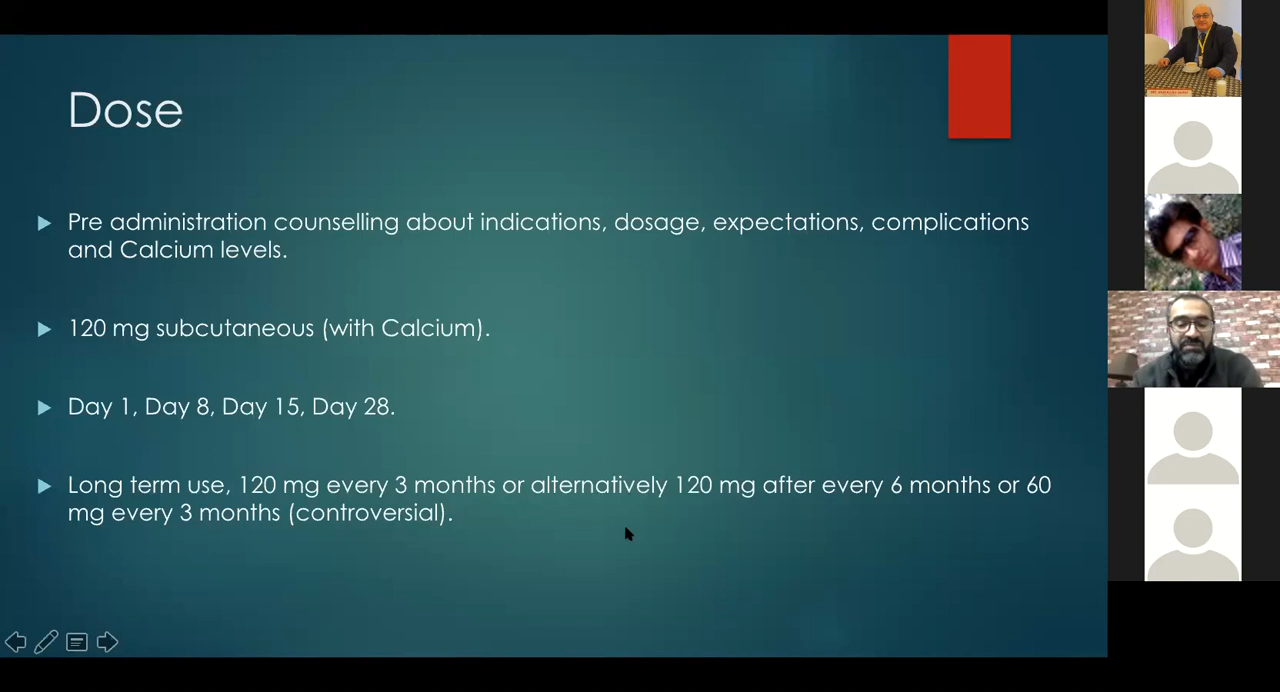 Dose
Pre administration counselling about indications, dosage, expectations, complications
and Calcium levels.
120 mg subcutaneous (with Calcium).
Day 1, Day 8, Day 15, Day 28.
Long term use, 120 mg every 3 months or alternatively 120 mg after every 6 months or 60
mg every 3 months (controversial).